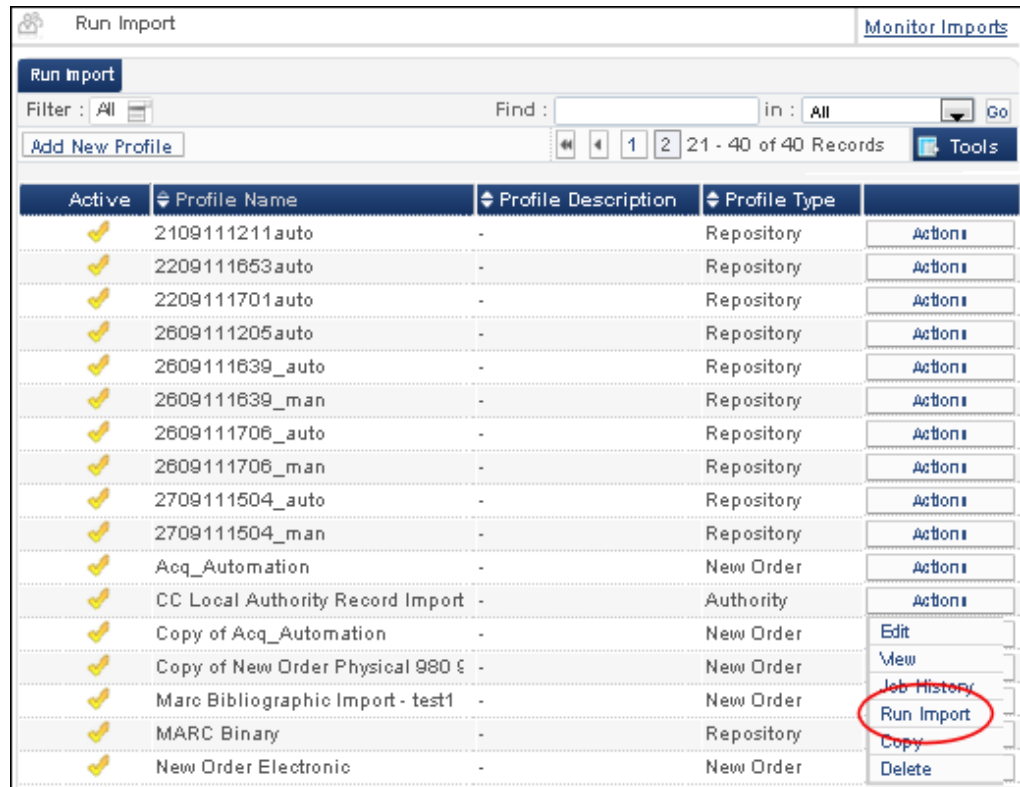 Run Import
Monitor Imports
Run Import
Filter : All
Find : in : All Go
Add New Profile
1 2 21 - 40 of 40 Records
Tools
Active Profile Name Profile Description Profile Type
2109111211auto - Repository Actions
2209111653auto - Repository Actions
2209111701auto - Repository Actions
2609111205auto - Repository Actions
2609111639_auto - Repository Actions
2609111639_man - Repository Actions
2609111706_auto - Repository Actions
2609111706_man - Repository Actions
2709111504_auto - Repository Actions
2709111504_man - Repository Actions
Acq_Automation - New Order Actions
CC Local Authority Record Import - Authority Actions
Copy of Acq_Automation - New Order Edit
View
Copy of New Order Physical 980 9 - New Order
Job History
Marc Bibliographic Import - test1 - New Order Run Import
MARC Binary - Repository Copy
New Order Electronic - New Order Delete